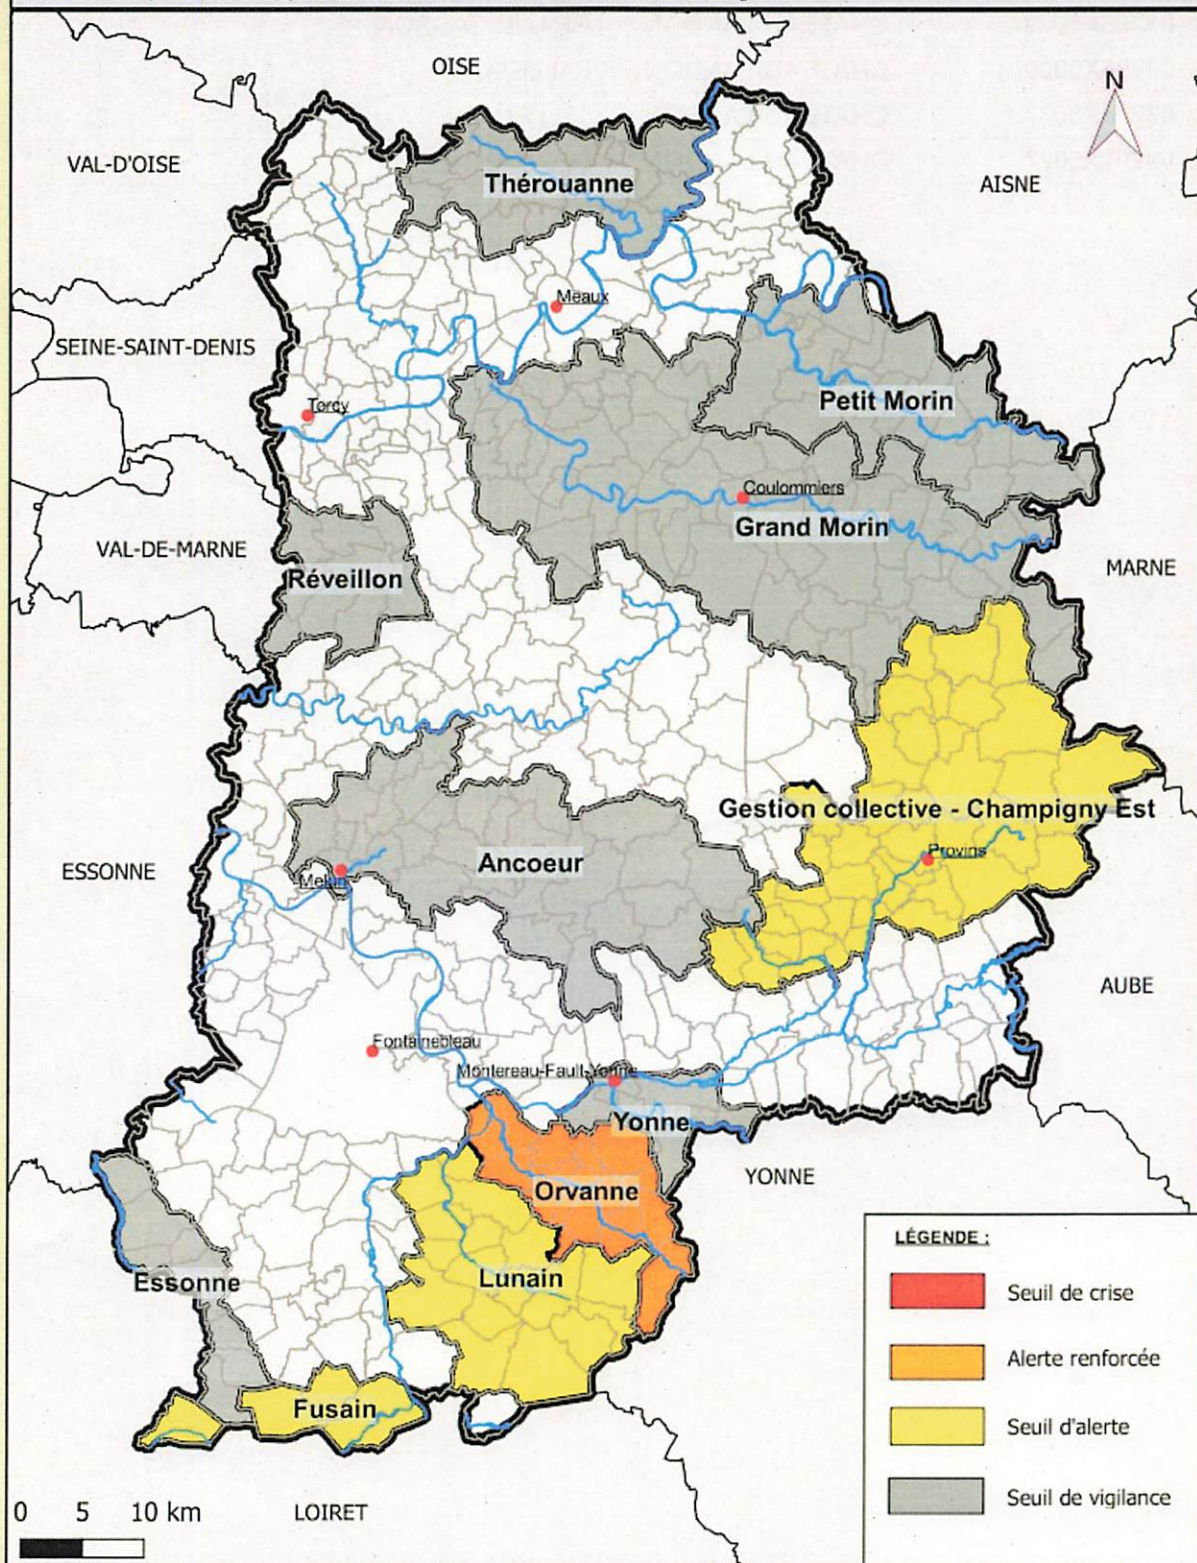 OISE
N
VAL-D'OISE
Thérouanne
AISNE
Meaux
SEINE-SAINT-DENIS
Torcy
Petit Morin
Coulommiers
Grand Morin
VAL-DE-MARNE
Réveillon
MARNE
Gestion collective - Champigny Est
Provins
Ancoeur
ESSONNE
Melun
AUBE
Fontainebleau
Montereau-Fault-Yonne
Yonne
YONNE
Orvanne
Essonne
Lunain
Fusain
LÉGENDE :
Seuil de crise
Alerte renforcée
Seuil d'alerte
Seuil de vigilance
0 5 10 km
LOIRET